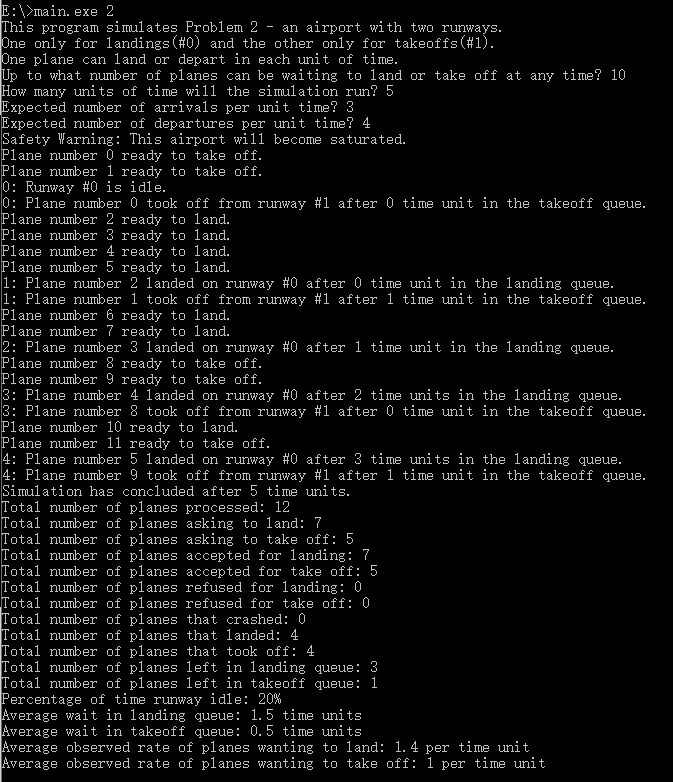 E:\>main.exe 2
This program simulates Problem 2 - an airport with two runways.
One only for landings(#0) and the other only for takeoffs(#1).
One plane can land or depart in each unit of time.
Up to what number of planes can be waiting to land or take off at any time? 10
How many units of time will the simulation run? 5
Expected number of arrivals per unit time? 3
Expected number of departures per unit time? 4
Safety Warning: This airport will become saturated.
Plane number 0 ready to take off.
Plane number 1 ready to take off.
0: Runway #0 is idle.
0: Plane number 0 took off from runway #1 after 0 time unit in the takeoff queue.
Plane number 2 ready to land.
Plane number 3 ready to land.
Plane number 4 ready to land.
Plane number 5 ready to land.
1: Plane number 2 landed on runway #0 after 0 time unit in the landing queue.
1: Plane number 1 took off from runway #1 after 1 time unit in the takeoff queue.
Plane number 6 ready to land.
Plane number 7 ready to land.
2: Plane number 3 landed on runway #0 after 1 time unit in the landing queue.
Plane number 8 ready to take off.
Plane number 9 ready to take off.
3: Plane number 4 landed on runway #0 after 2 time units in the landing queue.
3: Plane number 8 took off from runway #1 after 0 time unit in the takeoff queue.
Plane number 10 ready to land.
Plane number 11 ready to take off.
4: Plane number 5 landed on runway #0 after 3 time units in the landing queue.
4: Plane number 9 took off from runway #1 after 1 time unit in the takeoff queue.
Simulation has concluded after 5 time units.
Total number of planes processed: 12
Total number of planes asking to land: 7
Total number of planes asking to take off: 5
Total number of planes accepted for landing: 7
Total number of planes accepted for take off: 5
Total number of planes refused for landing: 0
Total number of planes refused for take off: 0
Total number of planes that crashed: 0
Total number of planes that landed: 4
Total number of planes that took off: 4
Total number of planes left in landing queue: 3
Total number of planes left in takeoff queue: 1
Percentage of time runway idle: 20%
Average wait in landing queue: 1.5 time units
Average wait in takeoff queue: 0.5 time units
Average observed rate of planes wanting to land: 1.4 per time unit
Average observed rate of planes wanting to take off: 1 per time unit